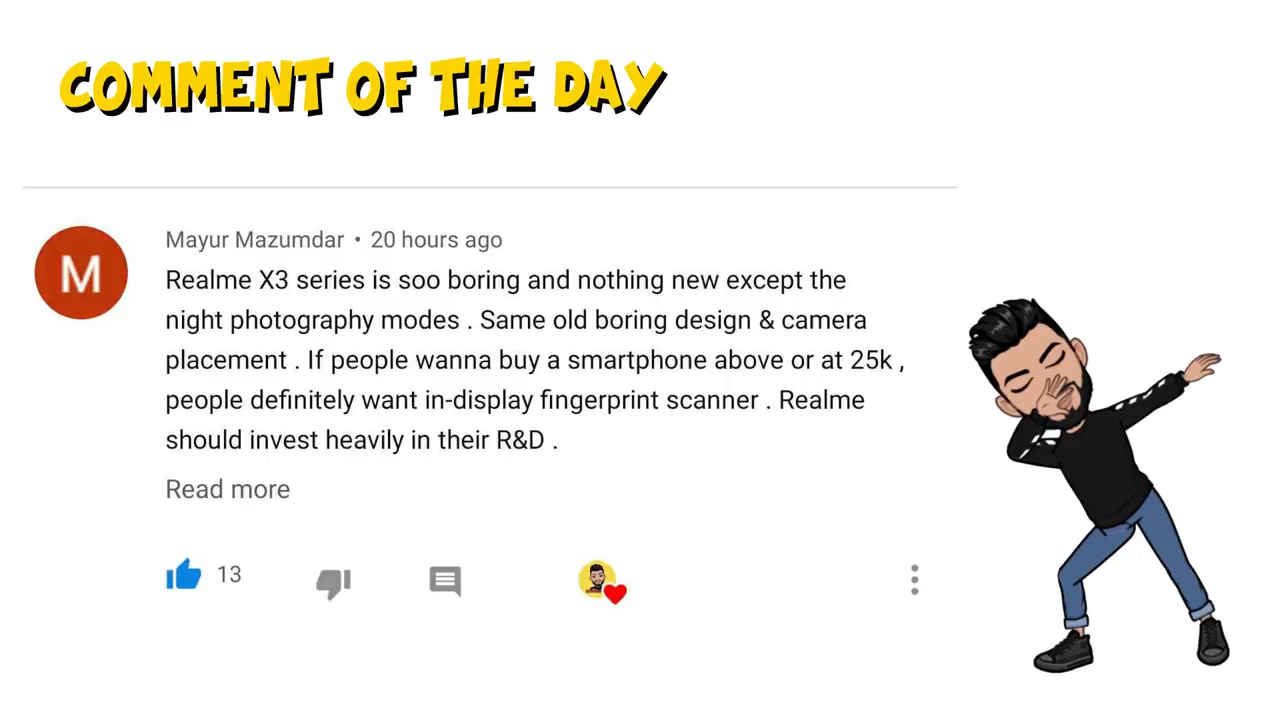 COMMENT OF THE DAY
M
Mayur Mazumdar • 20 hours ago
Realme X3 series is soo boring and nothing new except the
night photography modes . Same old boring design & camera
placement . If people wanna buy a smartphone above or at 25k ,
people definitely want in-display fingerprint scanner . Realme
should invest heavily in their R&D .
Read more
13